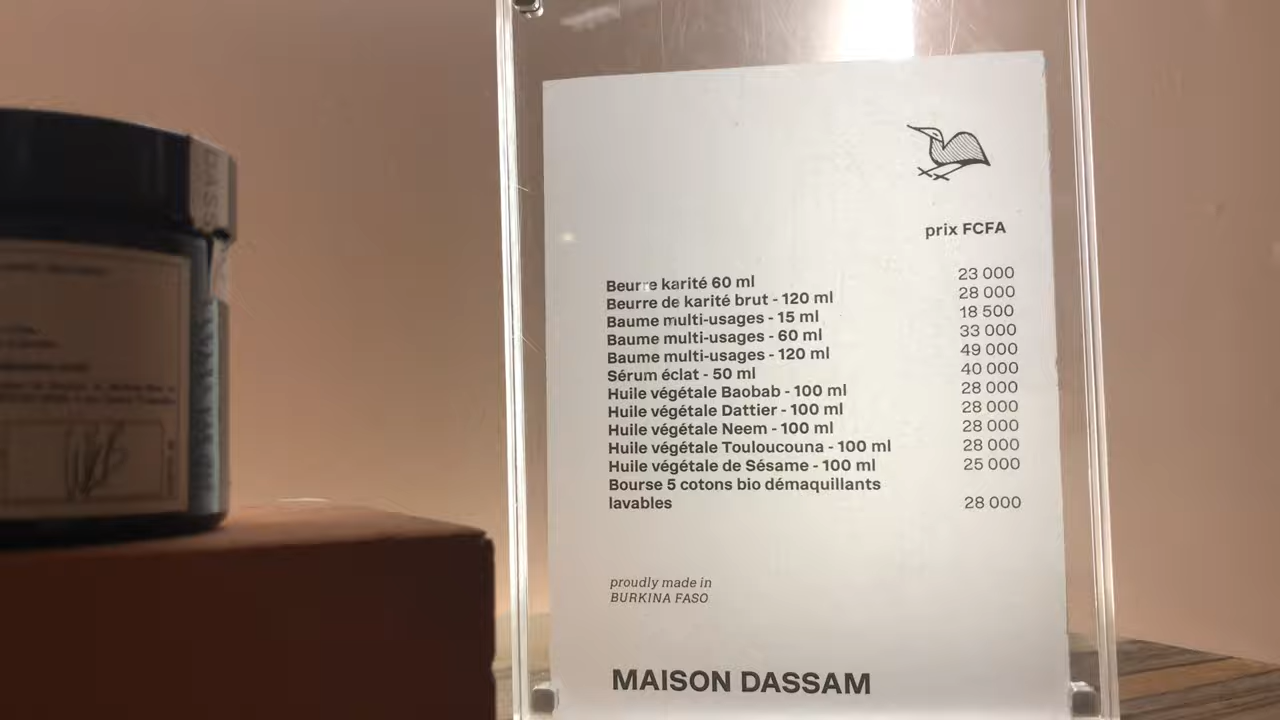 DASS
prix FCFA
Beurre karité 60 ml 23 000
Beurre de karité brut - 120 ml 28 000
Baume multi-usages - 15 ml 18 500
Baume multi-usages - 60 ml 33 000
Baume multi-usages - 120 ml 49 000
Sérum éclat - 50 ml 40 000
Huile végétale Baobab - 100 ml 28 000
Huile végétale Dattier - 100 ml 28 000
Huile végétale Neem - 100 ml 28 000
Huile végétale Touloucouna - 100 ml 28 000
Huile végétale de Sésame - 100 ml 25 000
Bourse 5 cotons bio démaquillants
lavables 28 000
proudly made in
BURKINA FASO
MAISON DASSAM